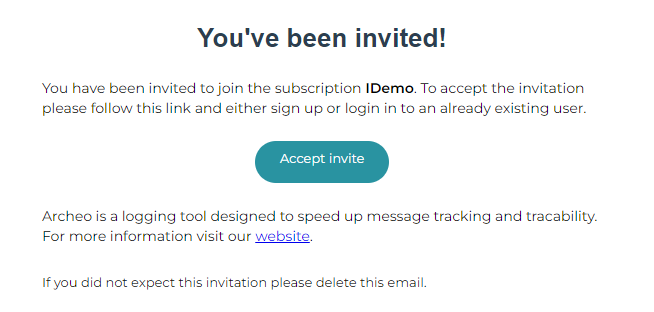 You've been invited!
You have been invited to join the subscription IDemo. To accept the invitation
please follow this link and either sign up or login in to an already existing user.
Accept invite
Archeo is a logging tool designed to speed up message tracking and tracability.
For more information visit our website.
If you did not expect this invitation please delete this email.